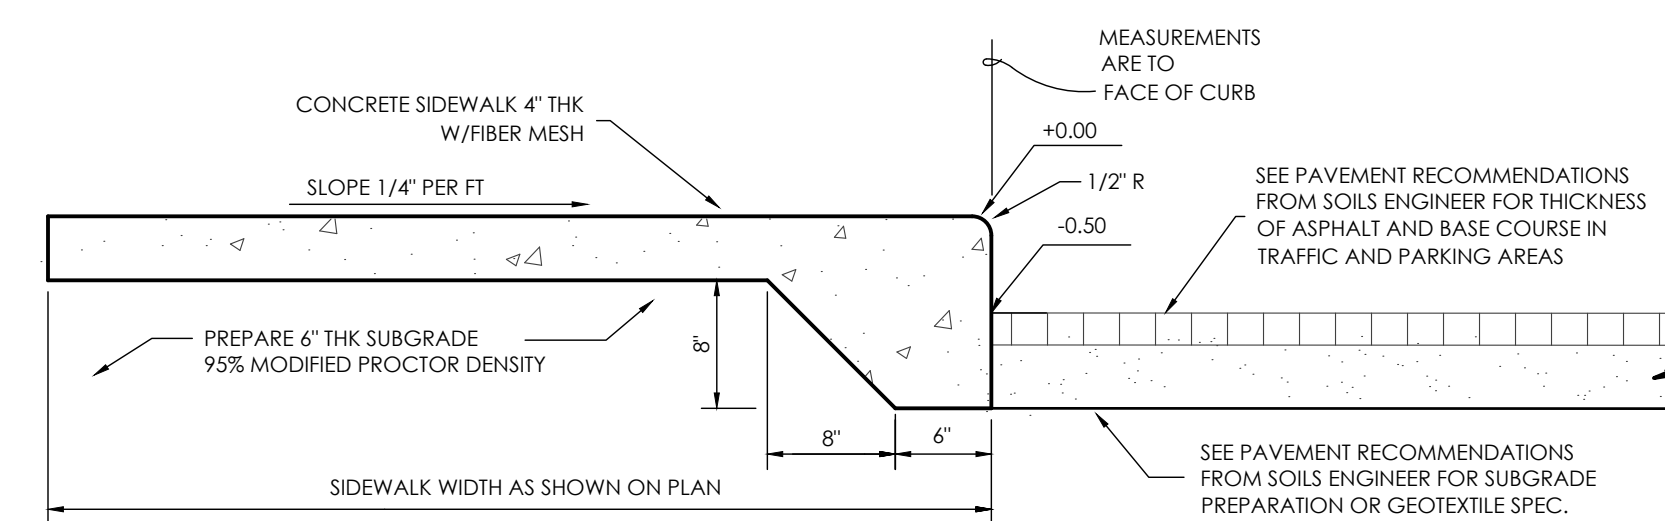 MEASUREMENTS
ARE TO
FACE OF CURB
CONCRETE SIDEWALK 4" THK
W/FIBER MESH
+0.00
SLOPE 1/4" PER FT
1/2" R
SEE PAVEMENT RECOMMENDATIONS
FROM SOILS ENGINEER FOR THICKNESS
OF ASPHALT AND BASE COURSE IN
TRAFFIC AND PARKING AREAS
-0.50
PREPARE 6" THK SUBGRADE
95% MODIFIED PROCTOR DENSITY
8"
8"
6"
SEE PAVEMENT RECOMMENDATIONS
FROM SOILS ENGINEER FOR SUBGRADE
PREPARATION OR GEOTEXTILE SPEC.
SIDEWALK WIDTH AS SHOWN ON PLAN